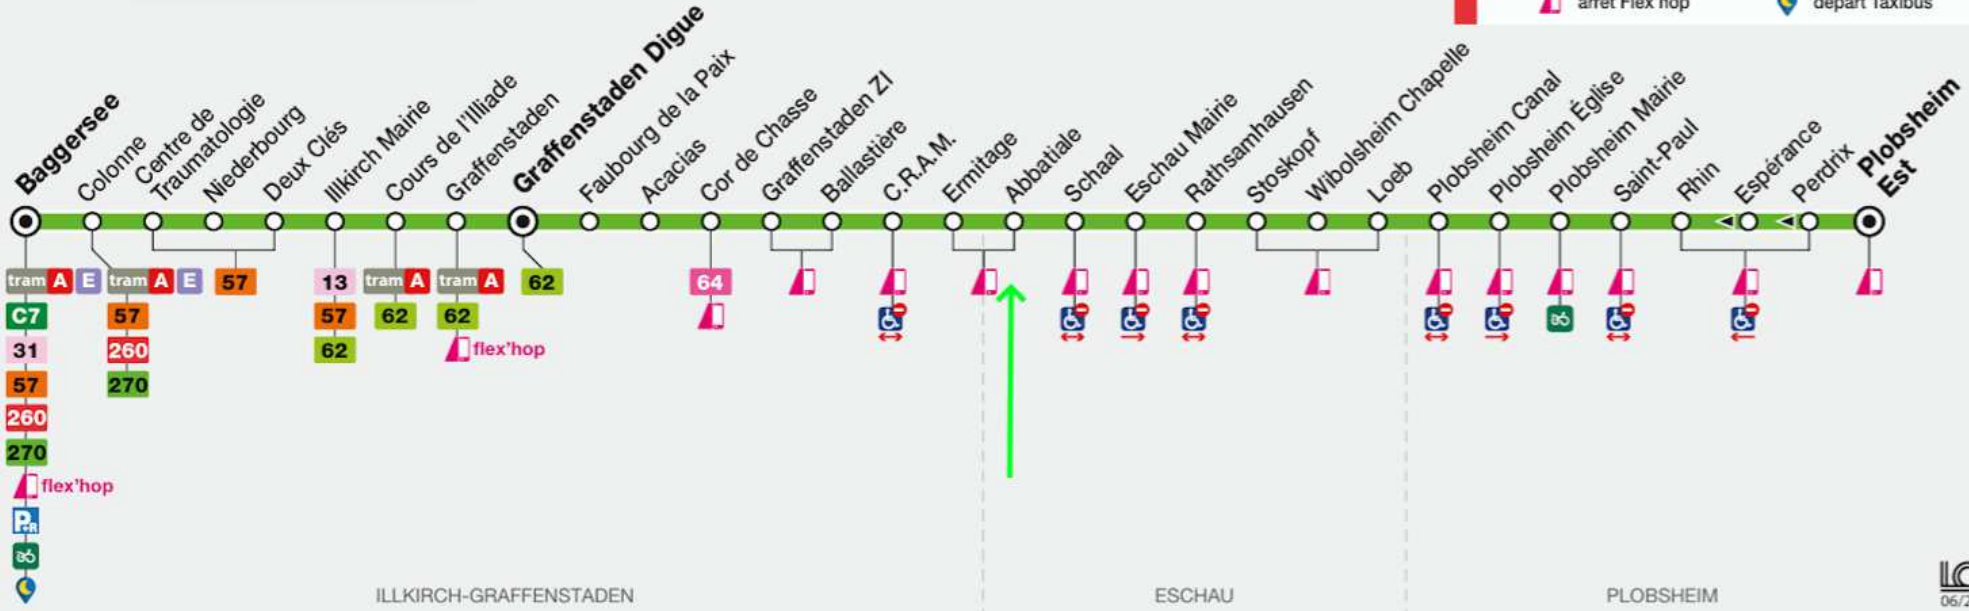 arrêt Flex'hop
départ Taxibus
Baggersee
Colonne
Centre de
Traumatologie
Niederbourg
Deux Clés
Illkirch Mairie
Cours de l'Illiade
Graffenstaden
Graffenstaden Digue
Faubourg de la Paix
Acacias
Cor de Chasse
Graffenstaden ZI
Ballastière
C.R.A.M.
Ermitage
Abbatiale
Schaal
Eschau Mairie
Rathsamhausen
Stoskopf
Wibolsheim Chapelle
Loeb
Plobsheim Canal
Plobsheim Église
Plobsheim Mairie
Saint-Paul
Rhin
Espérance
Perdrix
Plobsheim
Est
tram A E tram A E 57 13 tram A tram A 62 64
C7 57 57 62 62
31 260 62 flex'hop
57 270
260
270
flex'hop
P+R
ILLKIRCH-GRAFFENSTADEN ESCHAU PLOBSHEIM